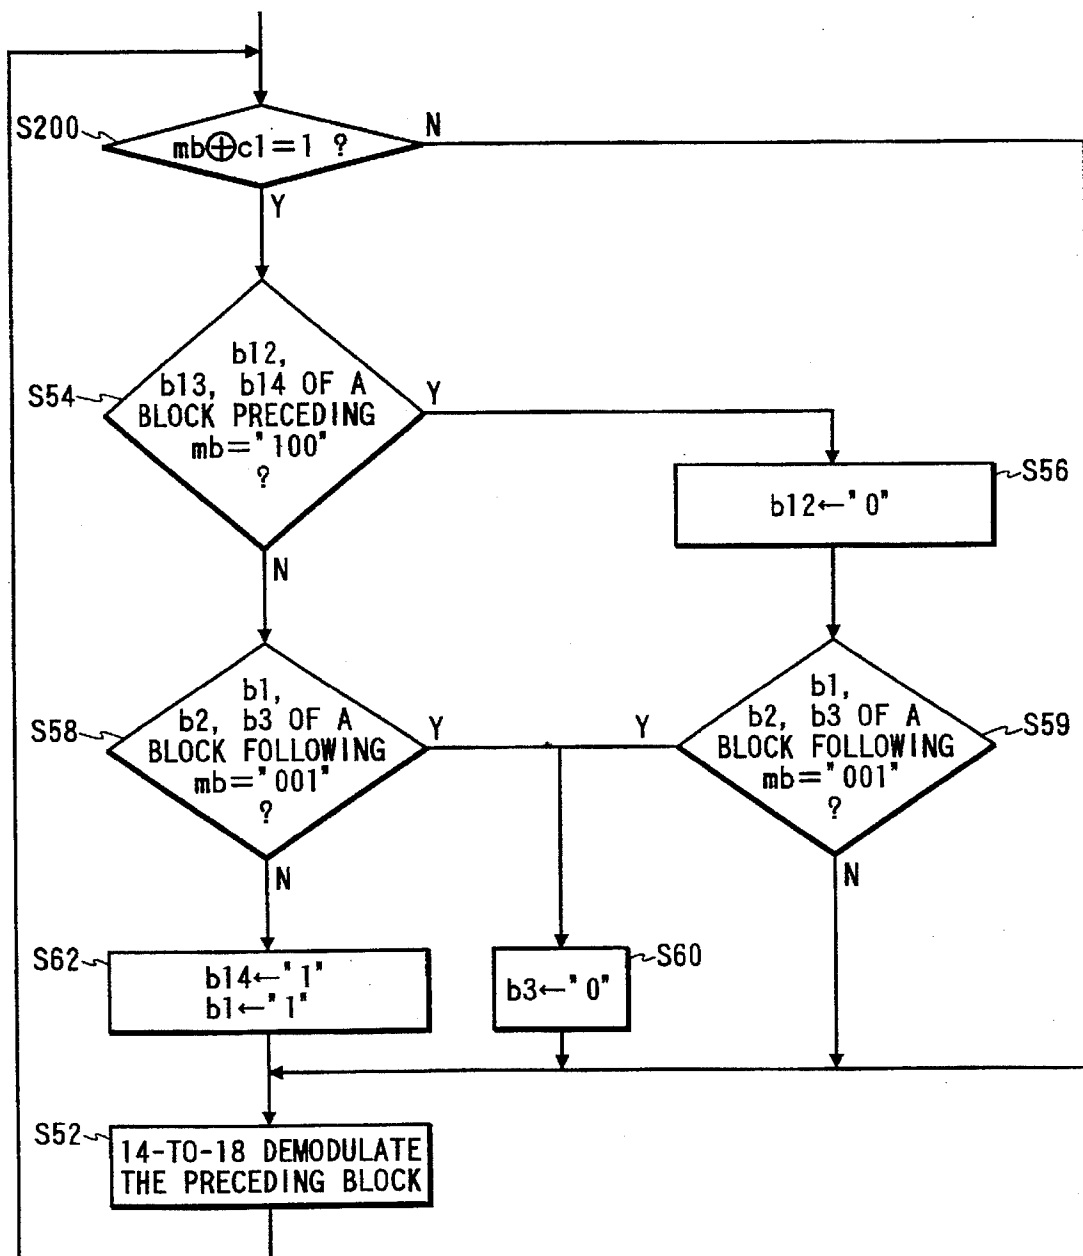 S200
mb⊕c1=1 ?
N
Y
S54
b12,
b13, b14 OF A
BLOCK PRECEDING
mb="100"
?
Y
N
S56
b12←"0"
S58
b1,
b2, b3 OF A
BLOCK FOLLOWING
mb="001"
?
Y
N
S59
b1,
b2, b3 OF A
BLOCK FOLLOWING
mb="001"
?
Y
N
S62
b14←"1"
b1←"1"
S60
b3←"0"
S52
14-TO-18 DEMODULATE
THE PRECEDING BLOCK